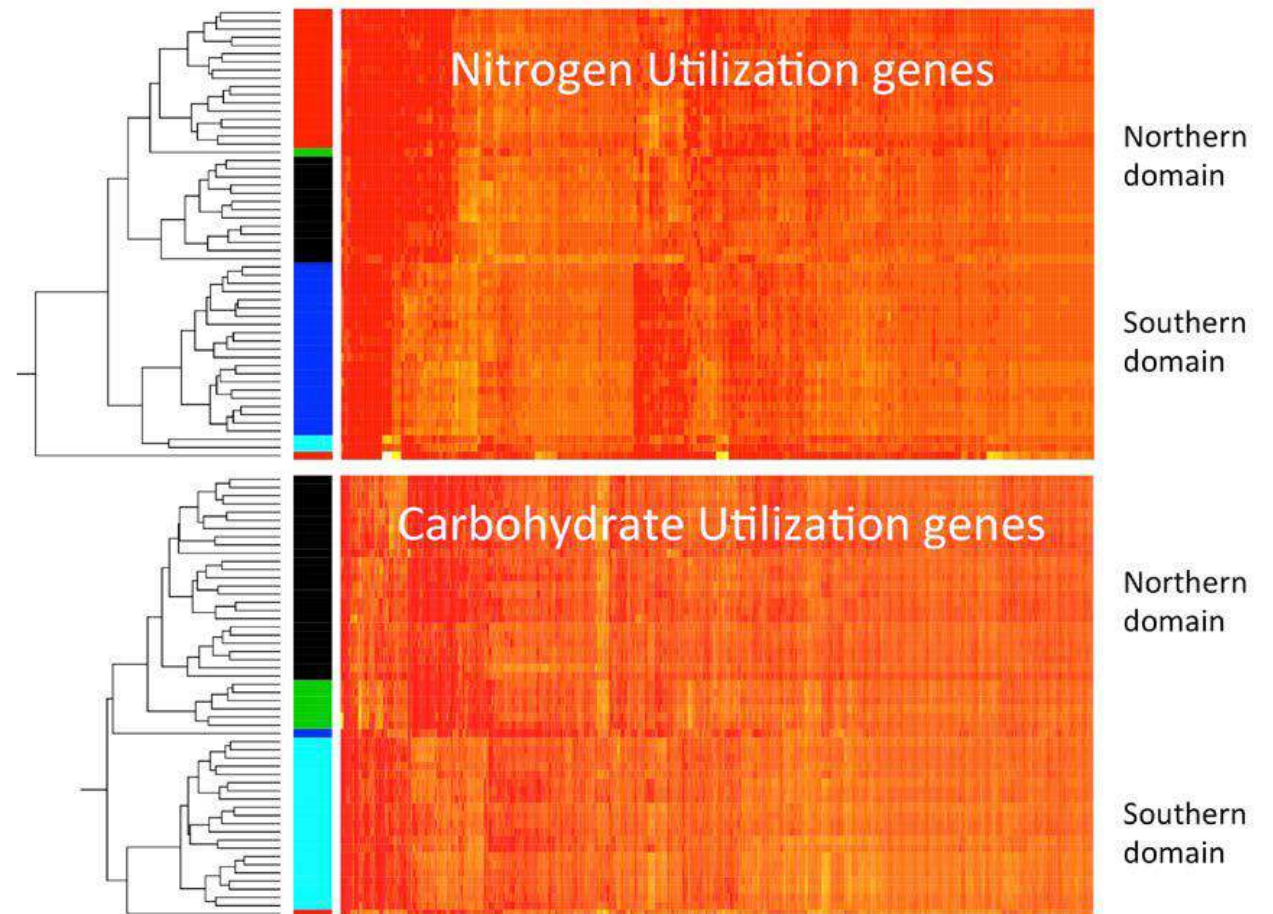 Nitrogen Utilization genes
Northern
domain
Southern
domain
Carbohydrate Utilization genes
Northern
domain
Southern
domain